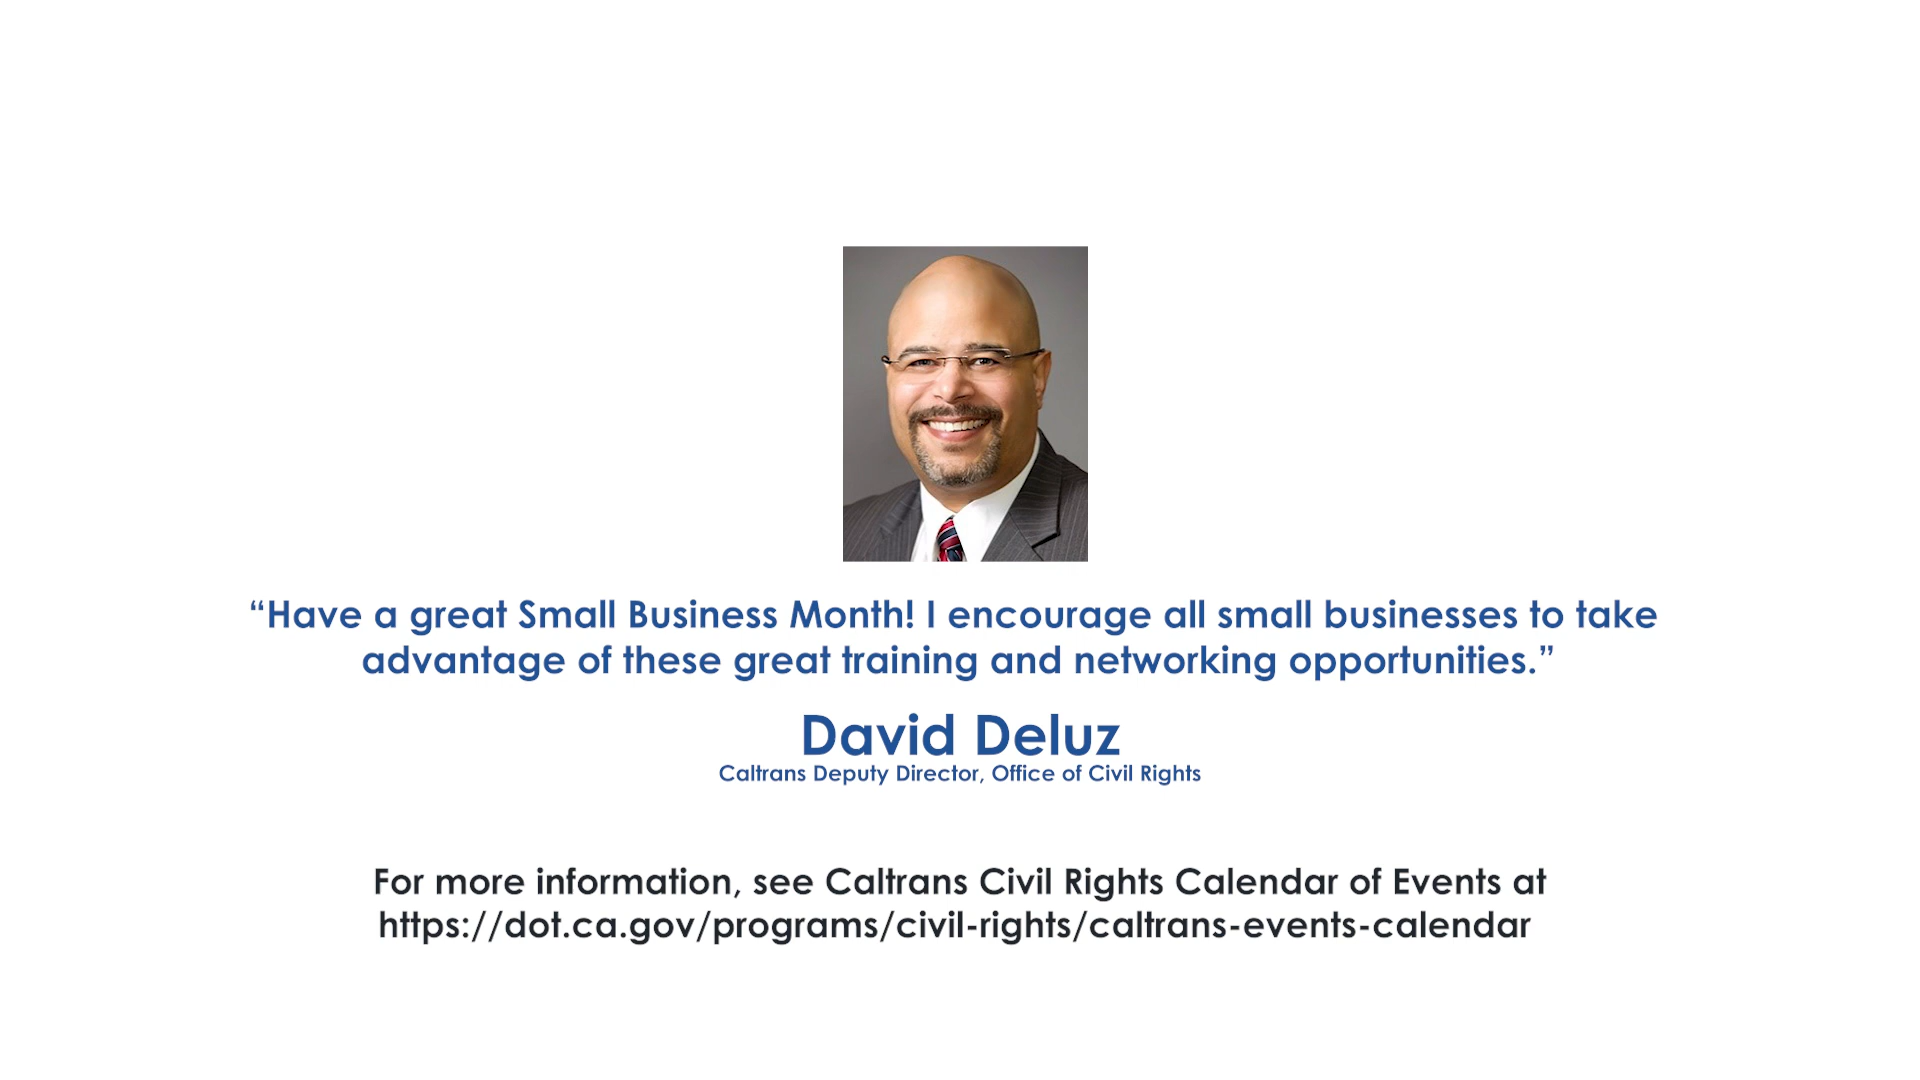 “Have a great Small Business Month! I encourage all small businesses to take
advantage of these great training and networking opportunities.”
David Deluz
Caltrans Deputy Director, Office of Civil Rights
For more information, see Caltrans Civil Rights Calendar of Events at
https://dot.ca.gov/programs/civil-rights/caltrans-events-calendar